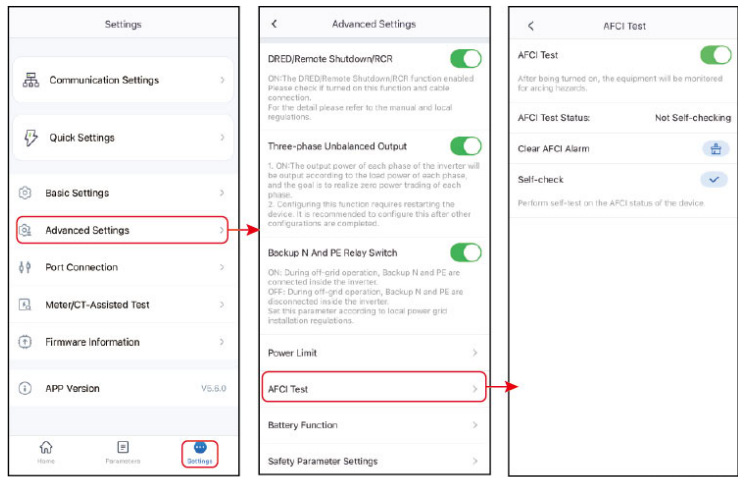 Settings
Communication Settings
Quick Settings
Basic Settings
Advanced Settings
Port Connection
Meter/CT-Assisted Test
Firmware Information
APP Version V5.6.0
Home Parameters Settings
Advanced Settings
DRED/Remote Shutdown/RCR
ON:The DRED/Remote Shutdown/RCR function enabled
Please check if turned on this function and cable
connection.
For the detail please refer to the manual and local
regulations.
Three-phase Unbalanced Output
1. ON:The output power of each phase of the inverter will
be output according to the load power of each phase,
and the goal is to realize zero power trading of each
phase.
2. Configuring this function requires restarting the
device. It is recommended to configure this after other
configurations are completed.
Backup N And PE Relay Switch
ON: During off-grid operation, Backup N and PE are
connected inside the inverter.
OFF: During off-grid operation, Backup N and PE are
disconnected inside the inverter.
Set this parameter according to local power grid
installation regulations.
Power Limit
AFCI Test
Battery Function
Safety Parameter Settings
AFCI Test
AFCI Test
After being turned on, the equipment will be monitored
for arcing hazards.
AFCI Test Status: Not Self-checking
Clear AFCI Alarm
Self-check
Perform self-test on the AFCI status of the device.